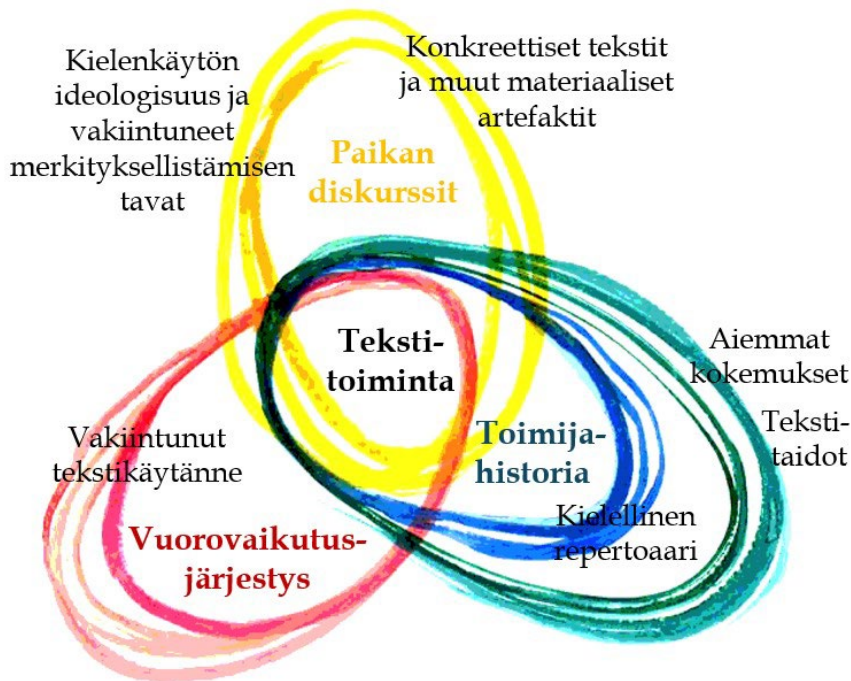 Kielenkäytön
ideologisuus ja
vakiintuneet
merkityksellistämisen
tavat
Konkreettiset tekstit
ja muut materiaaliset
artefaktit
Paikan
diskurssit
Teksti-
toiminta
Aiemmat
kokemukset
Teksti-
taidot
Toimija-
historia
Kielellinen
repertoaari
Vakiintunut
tekstikäytänne
Vuorovaikutus-
järjestys